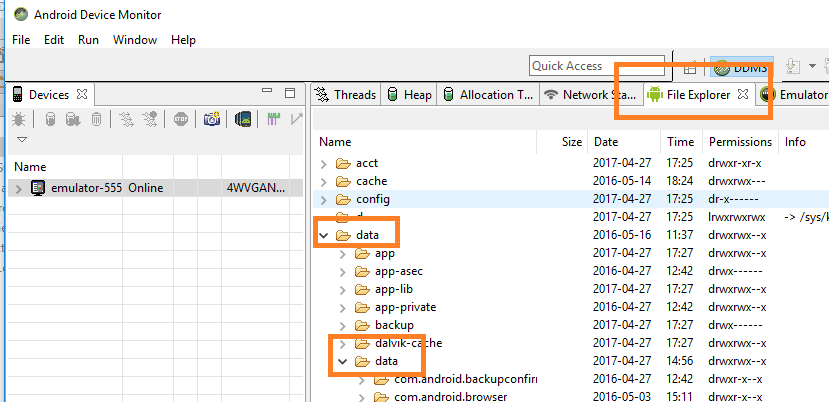 Android Device Monitor
File Edit Run Window Help
Quick Access DDMS
Devices
Threads Heap Allocation T... Network Sta... File Explorer Emulator
Name
emulator-555 Online 4WVGAN...
Name Size Date Time Permissions Info
acct 2017-04-27 17:25 drwxr-xr-x
cache 2016-05-14 18:24 drwxrwx---
config 2017-04-27 17:25 dr-x------
d 2017-04-27 17:25 lrwxrwxrwx -> /sys/k
data 2016-05-16 11:37 drwxrwx--x
app 2017-04-27 17:27 drwxrwx--x
app-asec 2016-04-27 12:42 drwx------
app-lib 2017-04-27 17:27 drwxrwx--x
app-private 2016-04-27 12:42 drwxrwx--x
backup 2017-04-27 17:27 drwx------
dalvik-cache 2017-04-27 17:27 drwxrwx--x
data 2017-04-27 14:56 drwxrwx--x
com.android.backupconfirm 2016-04-27 12:42 drwxr-x--x
com.android.browser 2016-05-03 15:11 drwxr-x--x